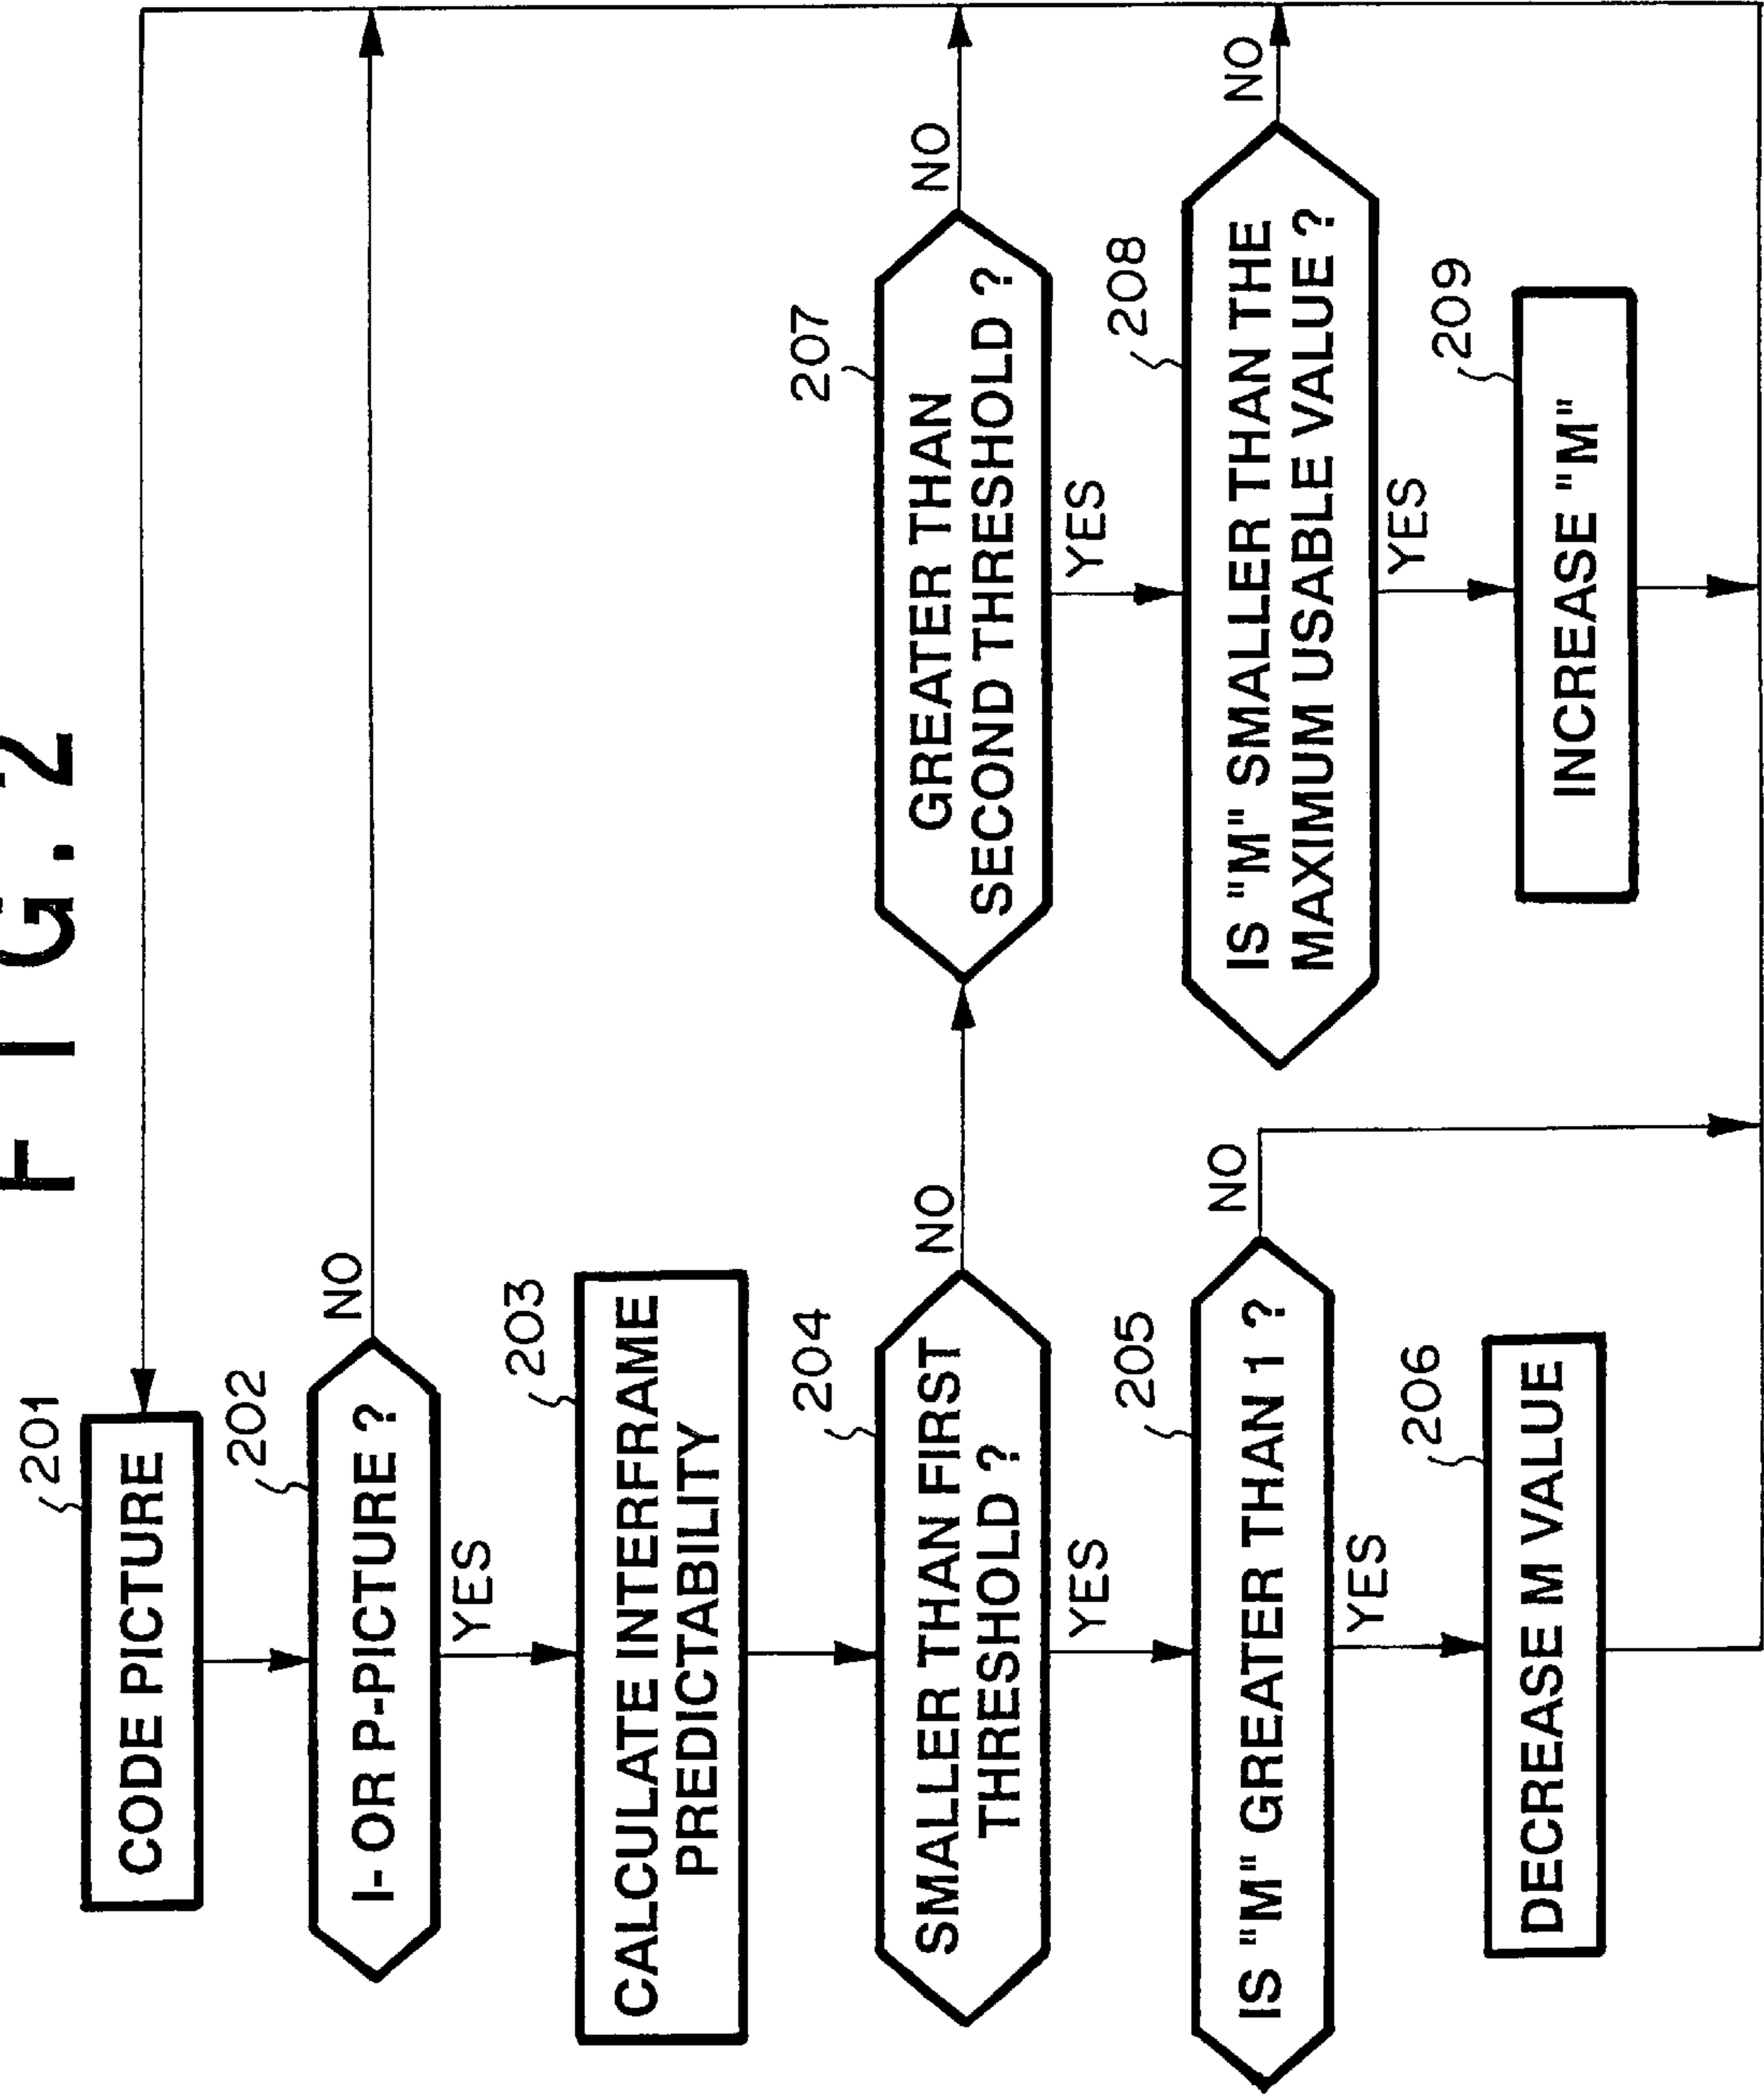 FIG. 2
201
CODE PICTURE
202
I- OR P-PICTURE ?
NO
YES
203
CALCULATE INTERFRAME
PREDICTABILITY
204
SMALLER THAN FIRST
THRESHOLD ?
NO
YES
205
IS "M" GREATER THAN 1 ?
NO
YES
206
DECREASE M VALUE
207
GREATER THAN
SECOND THRESHOLD ?
NO
YES
208
IS "M" SMALLER THAN THE
MAXIMUM USABLE VALUE ?
NO
YES
209
INCREASE "M"